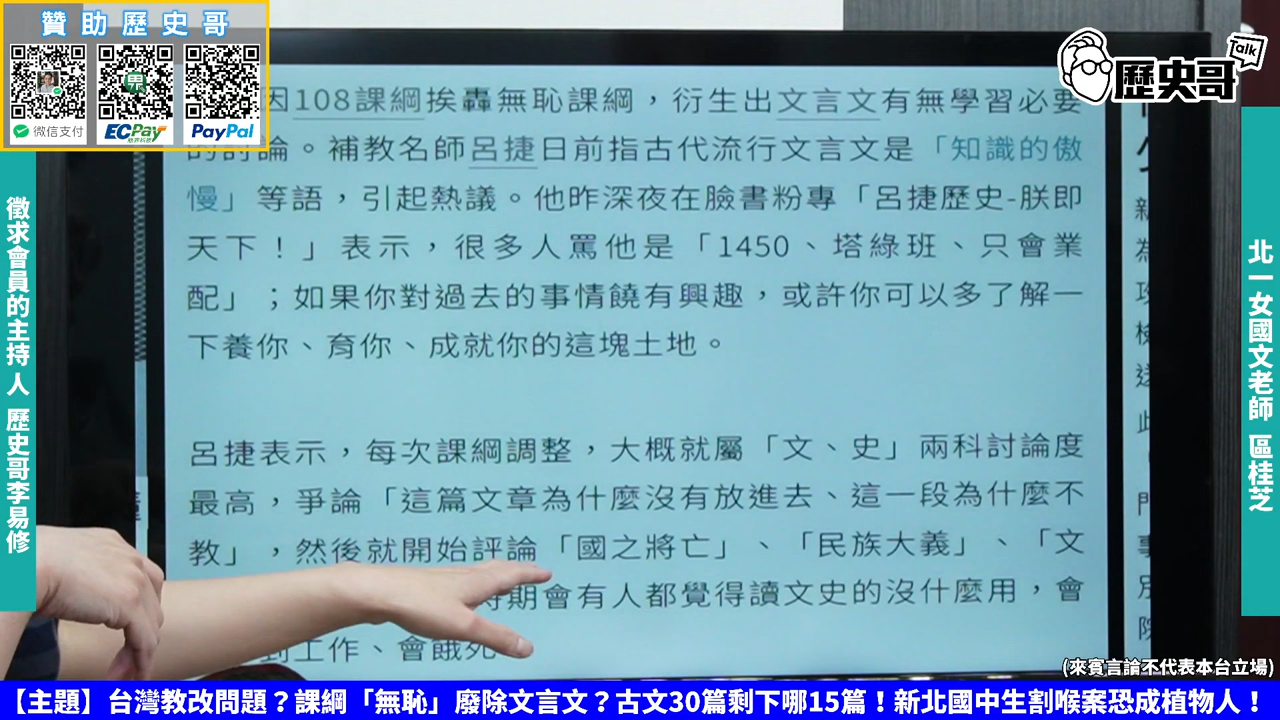 贊助歷史哥
微信支付
ECPay
PayPal
歷史哥
Talk
徵求會員的主持人 歷史哥李易修
北一女國文老師 區桂芝
因108課綱挨轟無恥課綱，衍生出文言文有無學習必要
的討論。補教名師呂捷日前指古代流行文言文是「知識的傲
慢」等語，引起熱議。他昨深夜在臉書粉專「呂捷歷史-朕即
天下！」表示，很多人罵他是「1450、塔綠班、只會業
配」；如果你對過去的事情饒有興趣，或許你可以多了解一
下養你、育你、成就你的這塊土地。
呂捷表示，每次課綱調整，大概就屬「文、史」兩科討論度
最高，爭論「這篇文章為什麼沒有放進去、這一段為什麼不
教」，然後就開始評論「國之將亡」、「民族大義」、「文
時期會有人都覺得讀文史的沒什麼用，會
到工作、會餓死
(來賓言論不代表本台立場)
【主題】台灣教改問題？課綱「無恥」廢除文言文？古文30篇剩下哪15篇！新北國中生割喉案恐成植物人！